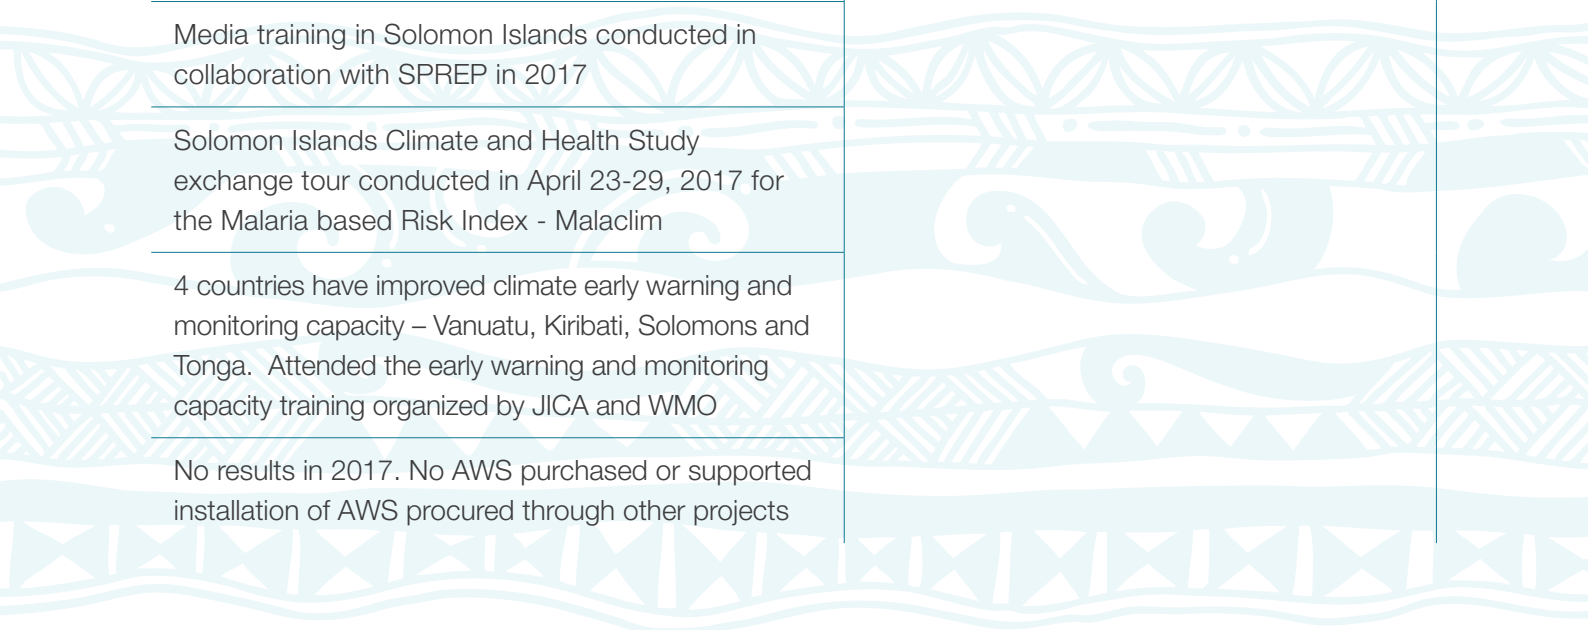 Media training in Solomon Islands conducted in
collaboration with SPREP in 2017
Solomon Islands Climate and Health Study
exchange tour conducted in April 23-29, 2017 for
the Malaria based Risk Index - Malaclim
4 countries have improved climate early warning and
monitoring capacity – Vanuatu, Kiribati, Solomons and
Tonga.  Attended the early warning and monitoring
capacity training organized by JICA and WMO
No results in 2017. No AWS purchased or supported
installation of AWS procured through other projects